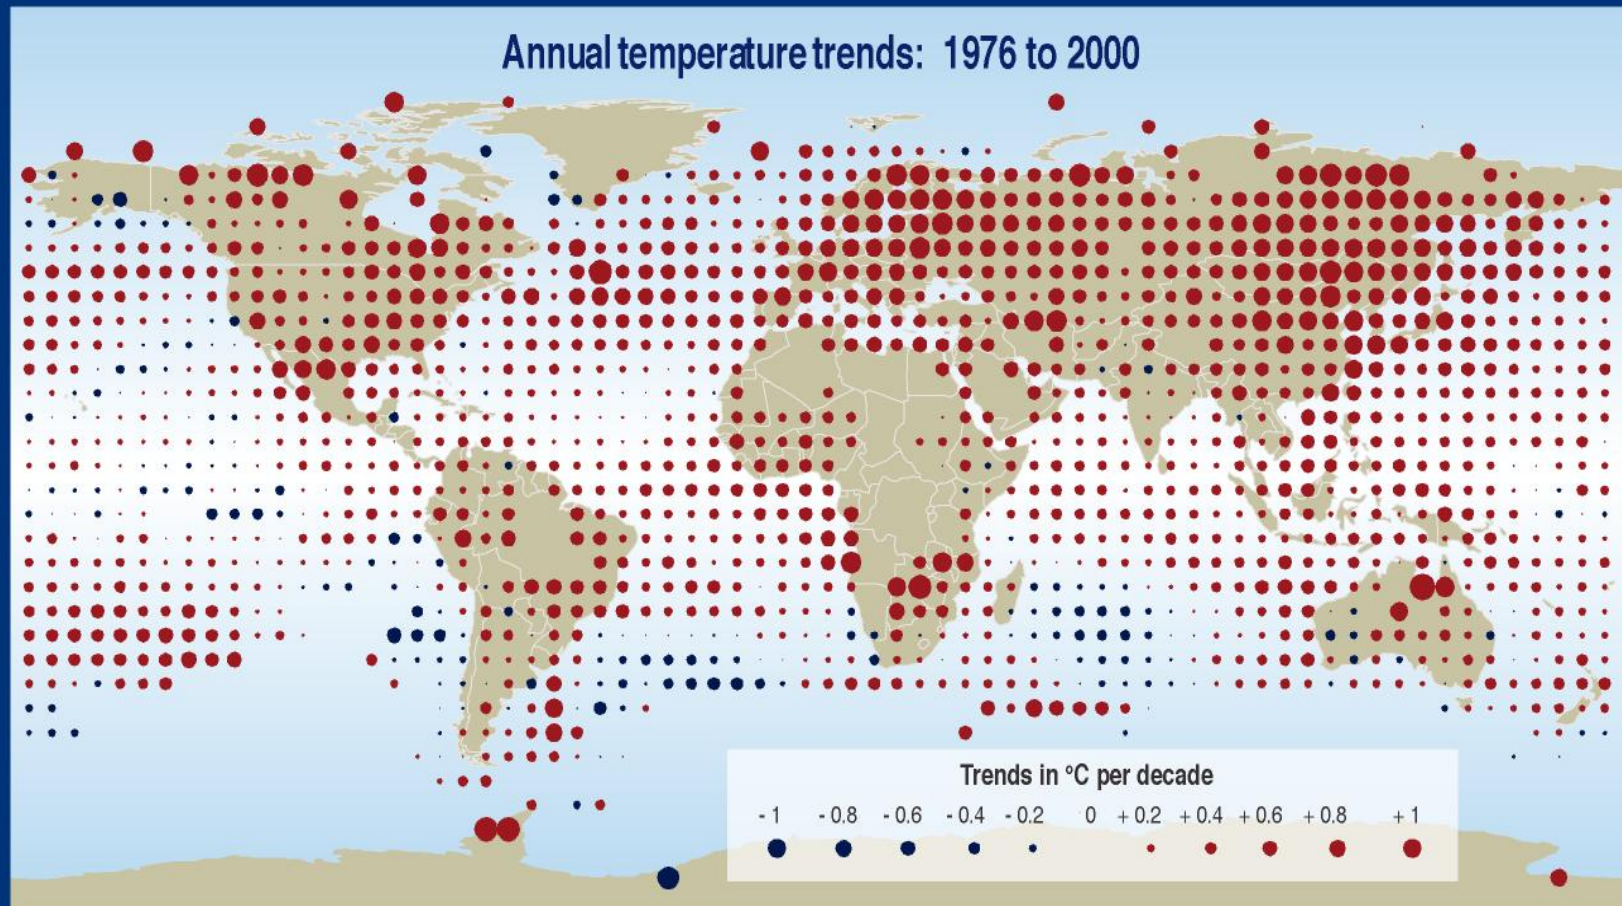 Annual temperature trends: 1976 to 2000
Trends in °C per decade
- 1 - 0.8 - 0.6 - 0.4 - 0.2 0 + 0.2 + 0.4 + 0.6 + 0.8 + 1